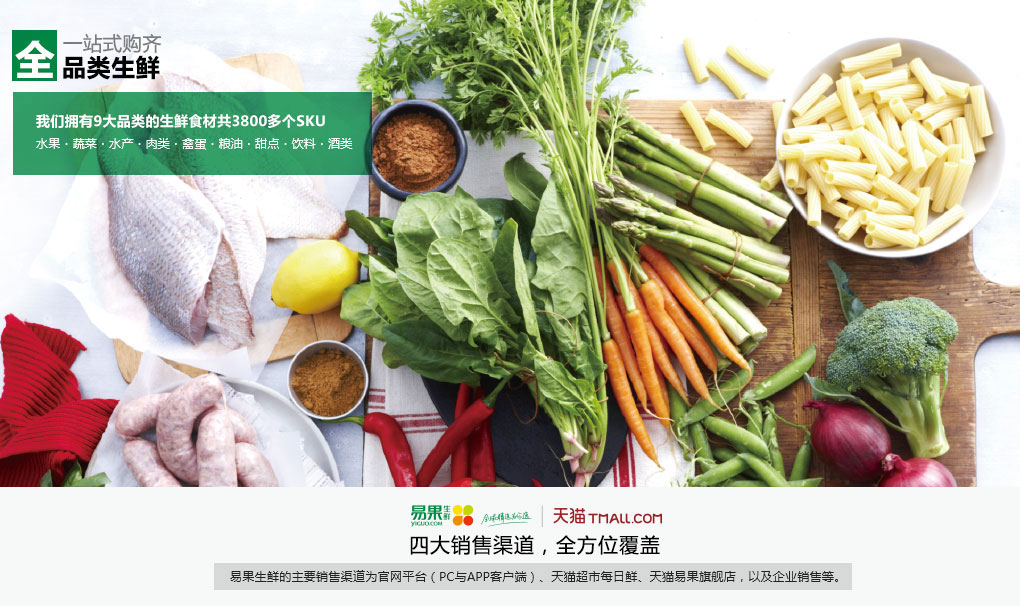 全
一站式购齐
品类生鲜
我们拥有9大品类的生鲜食材共3800多个SKU
水果·蔬菜·水产·肉类·禽蛋·粮油·甜点·饮料·酒类
易果生鲜 YIGUO.COM 全球精选 天猫 TMALL.COM
四大销售渠道，全方位覆盖
易果生鲜的主要销售渠道为官网平台（PC与APP客户端）、天猫超市每日鲜、天猫易果旗舰店，以及企业销售等。